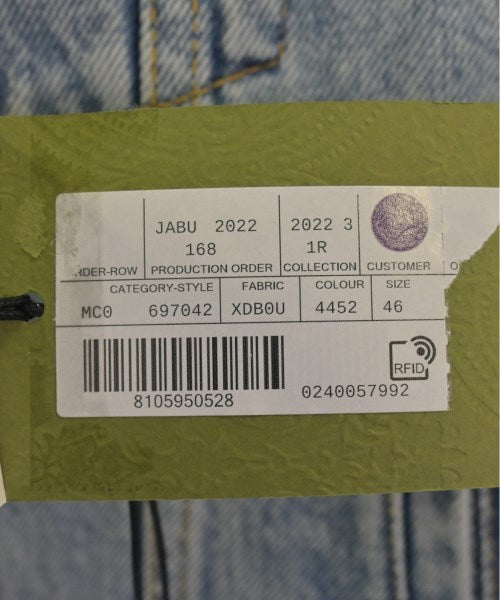 JABU 2022 2022 3
168 1R
RDER-ROW PRODUCTION ORDER COLLECTION CUSTOMER
CATEGORY-STYLE FABRIC COLOUR SIZE
MC0 697042 XDB0U 4452 46
RFID
8105950528 0240057992